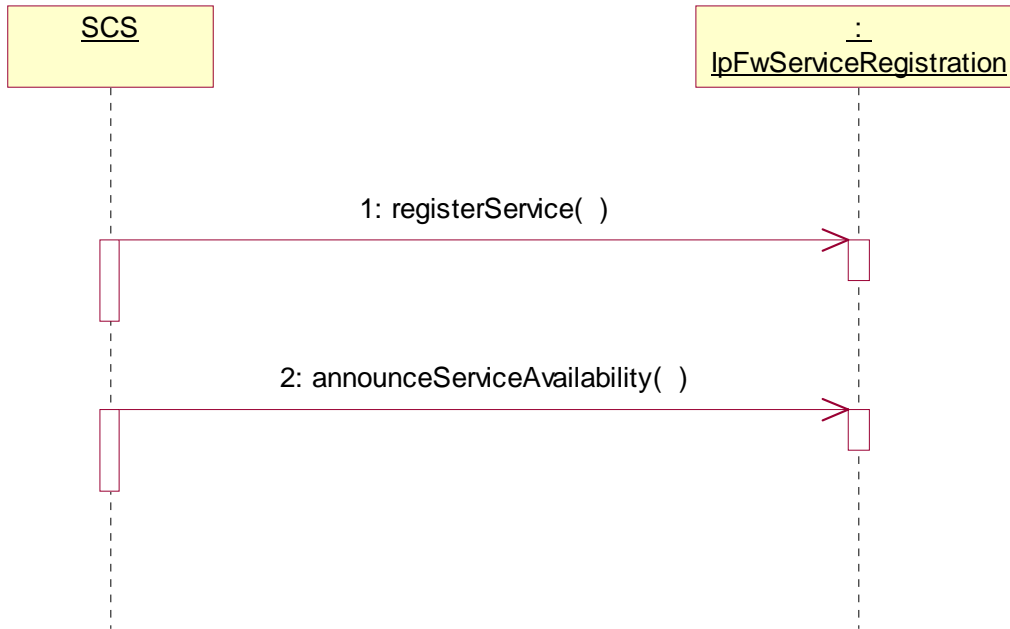 SCS
:
IpFwServiceRegistration
1: registerService(  )
2: announceServiceAvailability(  )